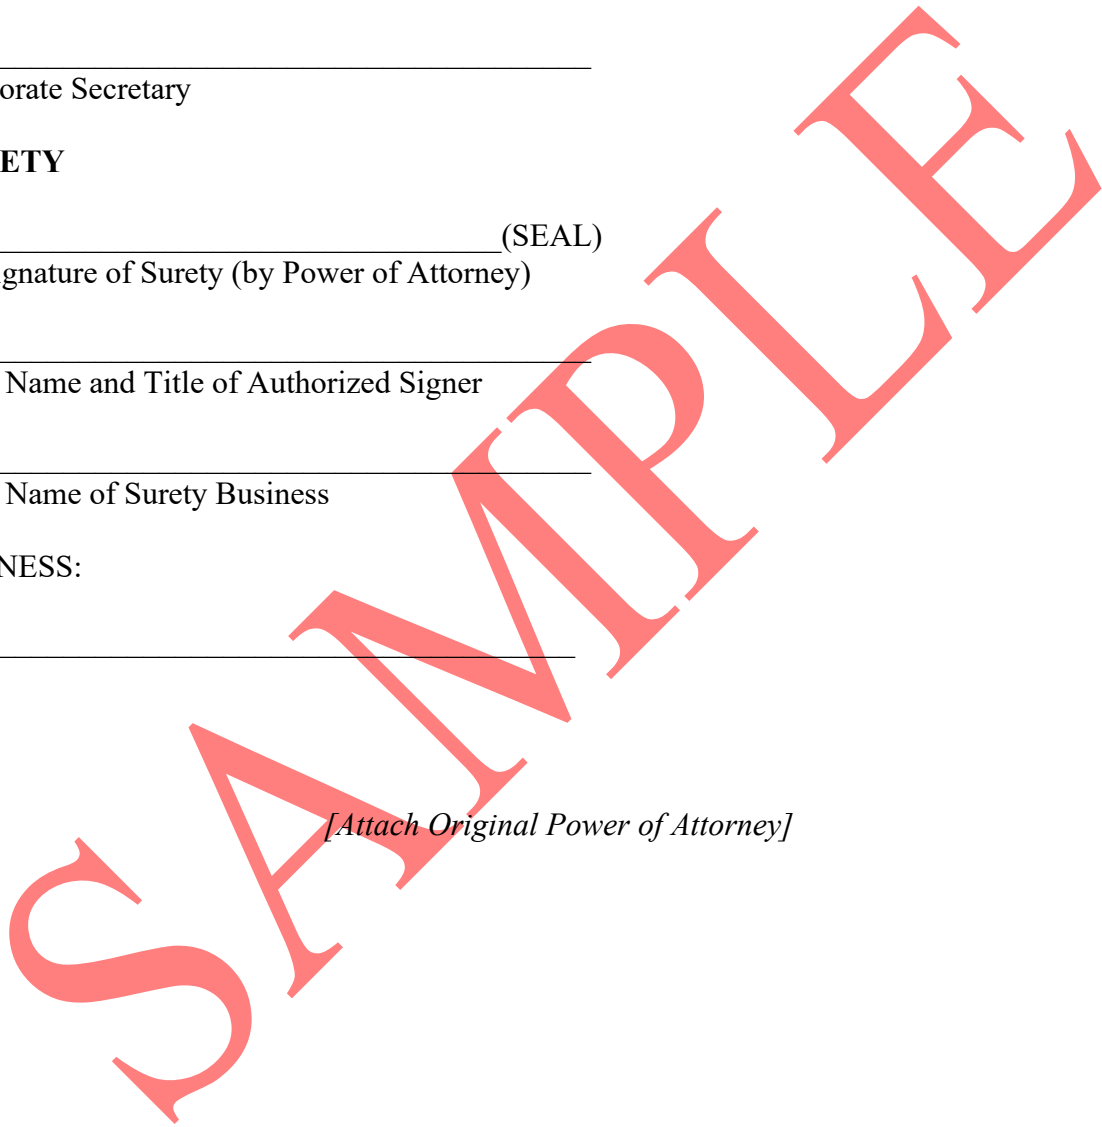 orate Secretary
ETY
(SEAL)
gnature of Surety (by Power of Attorney)
Name and Title of Authorized Signer
Name of Surety Business
NESS:
[Attach Original Power of Attorney]
SAMPLE